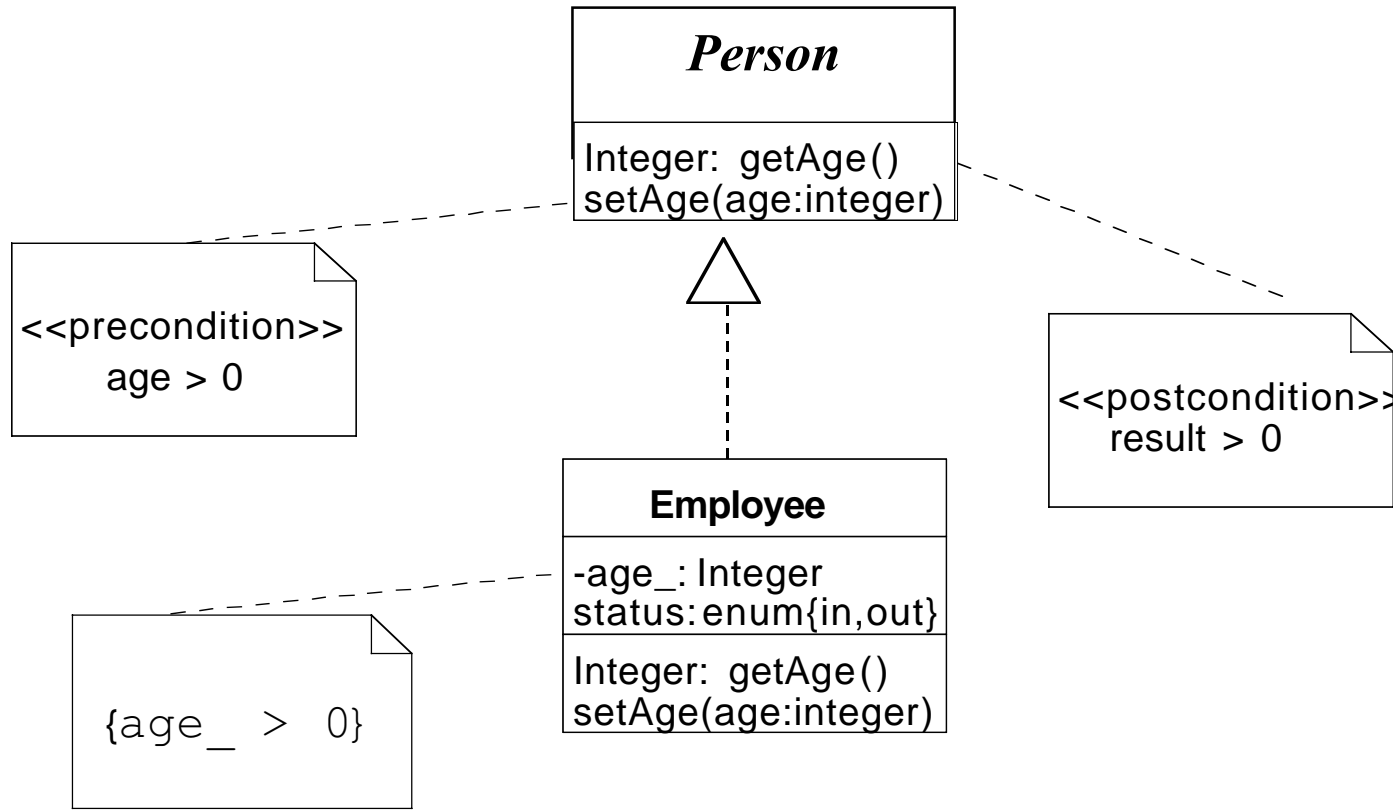 Person
Integer: getAge()
setAge(age:integer)
<<precondition>>
age > 0
<<postcondition>>
result > 0
Employee
-age_: Integer
status:enum{in,out}
Integer: getAge()
setAge(age:integer)
{age_ > 0}